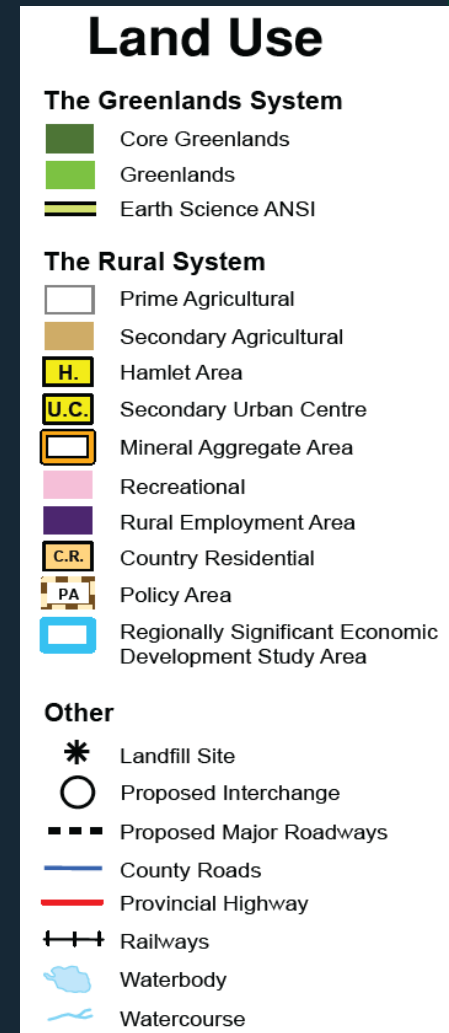 Land Use
The Greenlands System
Core Greenlands
Greenlands
Earth Science ANSI
The Rural System
Prime Agricultural
Secondary Agricultural
H. Hamlet Area
U.C. Secondary Urban Centre
Mineral Aggregate Area
Recreational
Rural Employment Area
C.R. Country Residential
PA Policy Area
Regionally Significant Economic
Development Study Area
Other
Landfill Site
Proposed Interchange
Proposed Major Roadways
County Roads
Provincial Highway
Railways
Waterbody
Watercourse